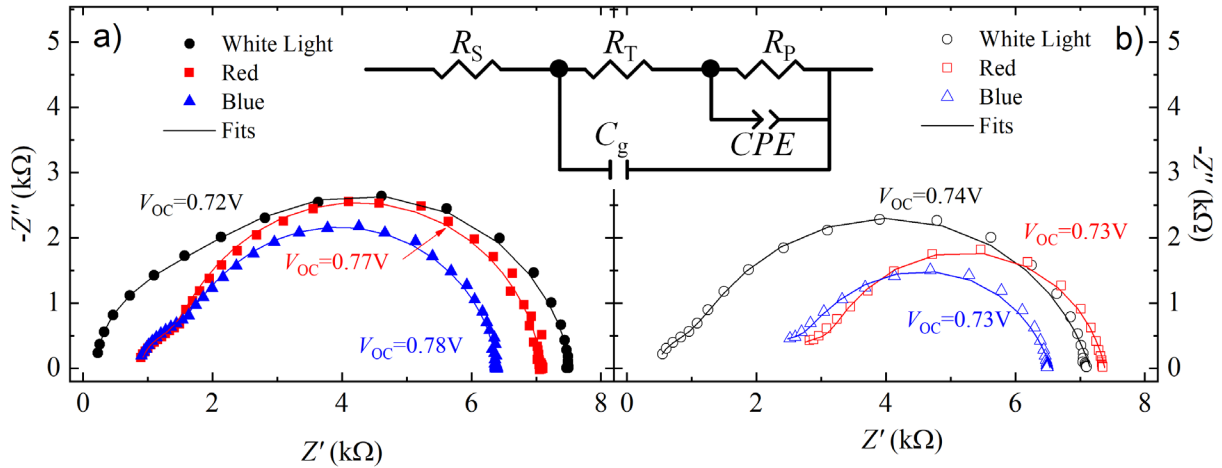 a)
White Light
Red
Blue
Fits
R_S
R_T
R_P
C_g
CPE
b)
White Light
Red
Blue
Fits
V_OC=0.72V
V_OC=0.77V
V_OC=0.78V
V_OC=0.74V
V_OC=0.73V
V_OC=0.73V
5
4
3
2
1
0
-Z″ (kΩ)
5
4
3
2
1
0
-Z″ (kΩ)
0 2 4 6 8
0 2 4 6 8
Z′ (kΩ)
Z′ (kΩ)